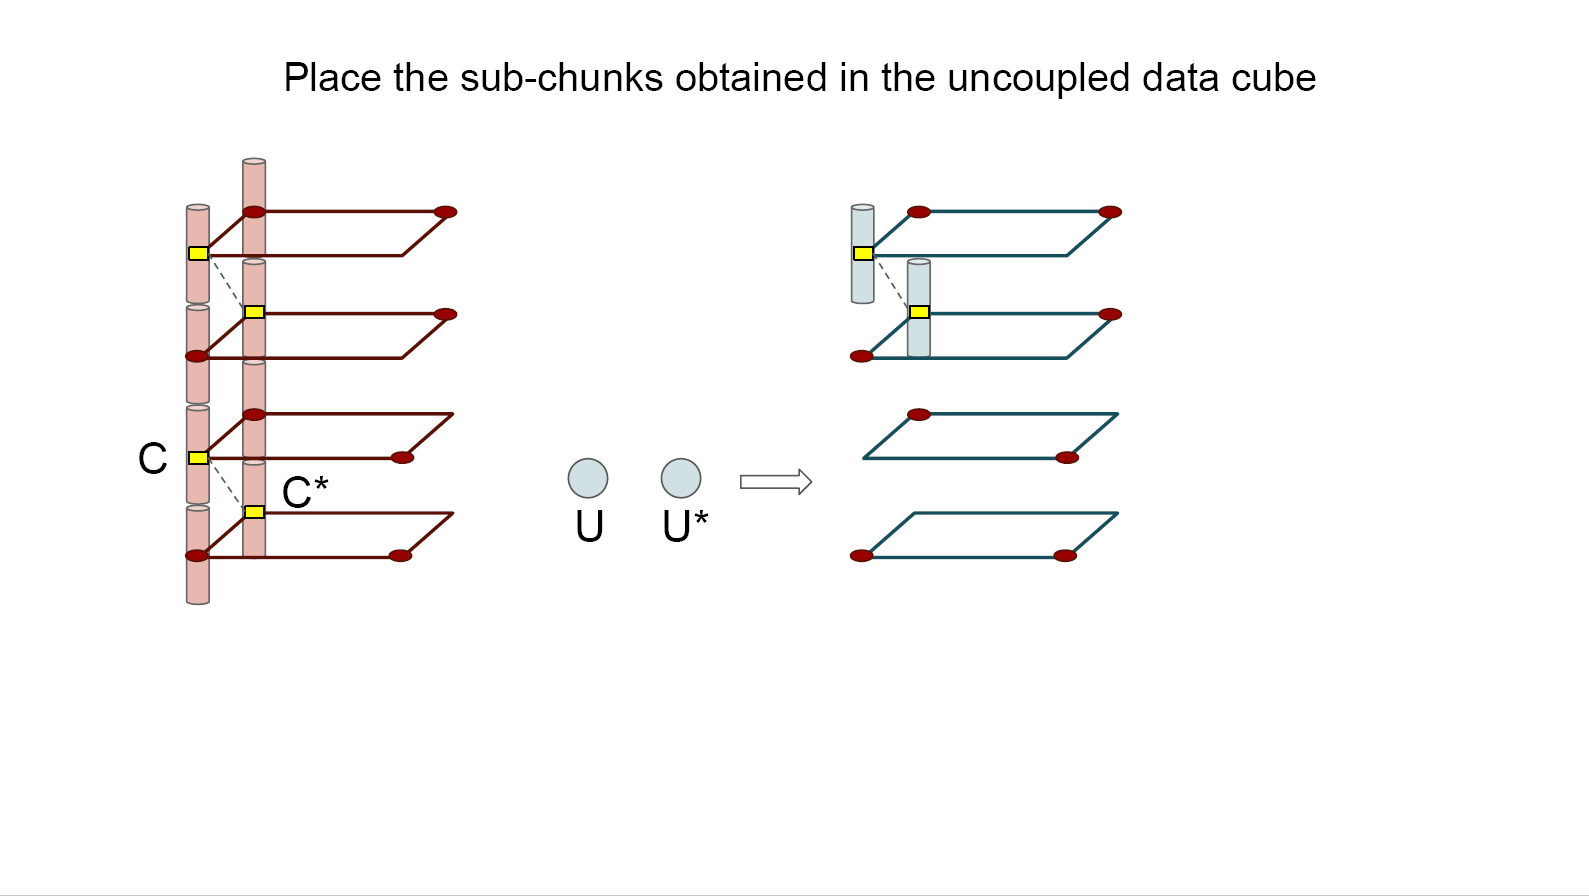 Place the sub-chunks obtained in the uncoupled data cube
C
C*
U
U*